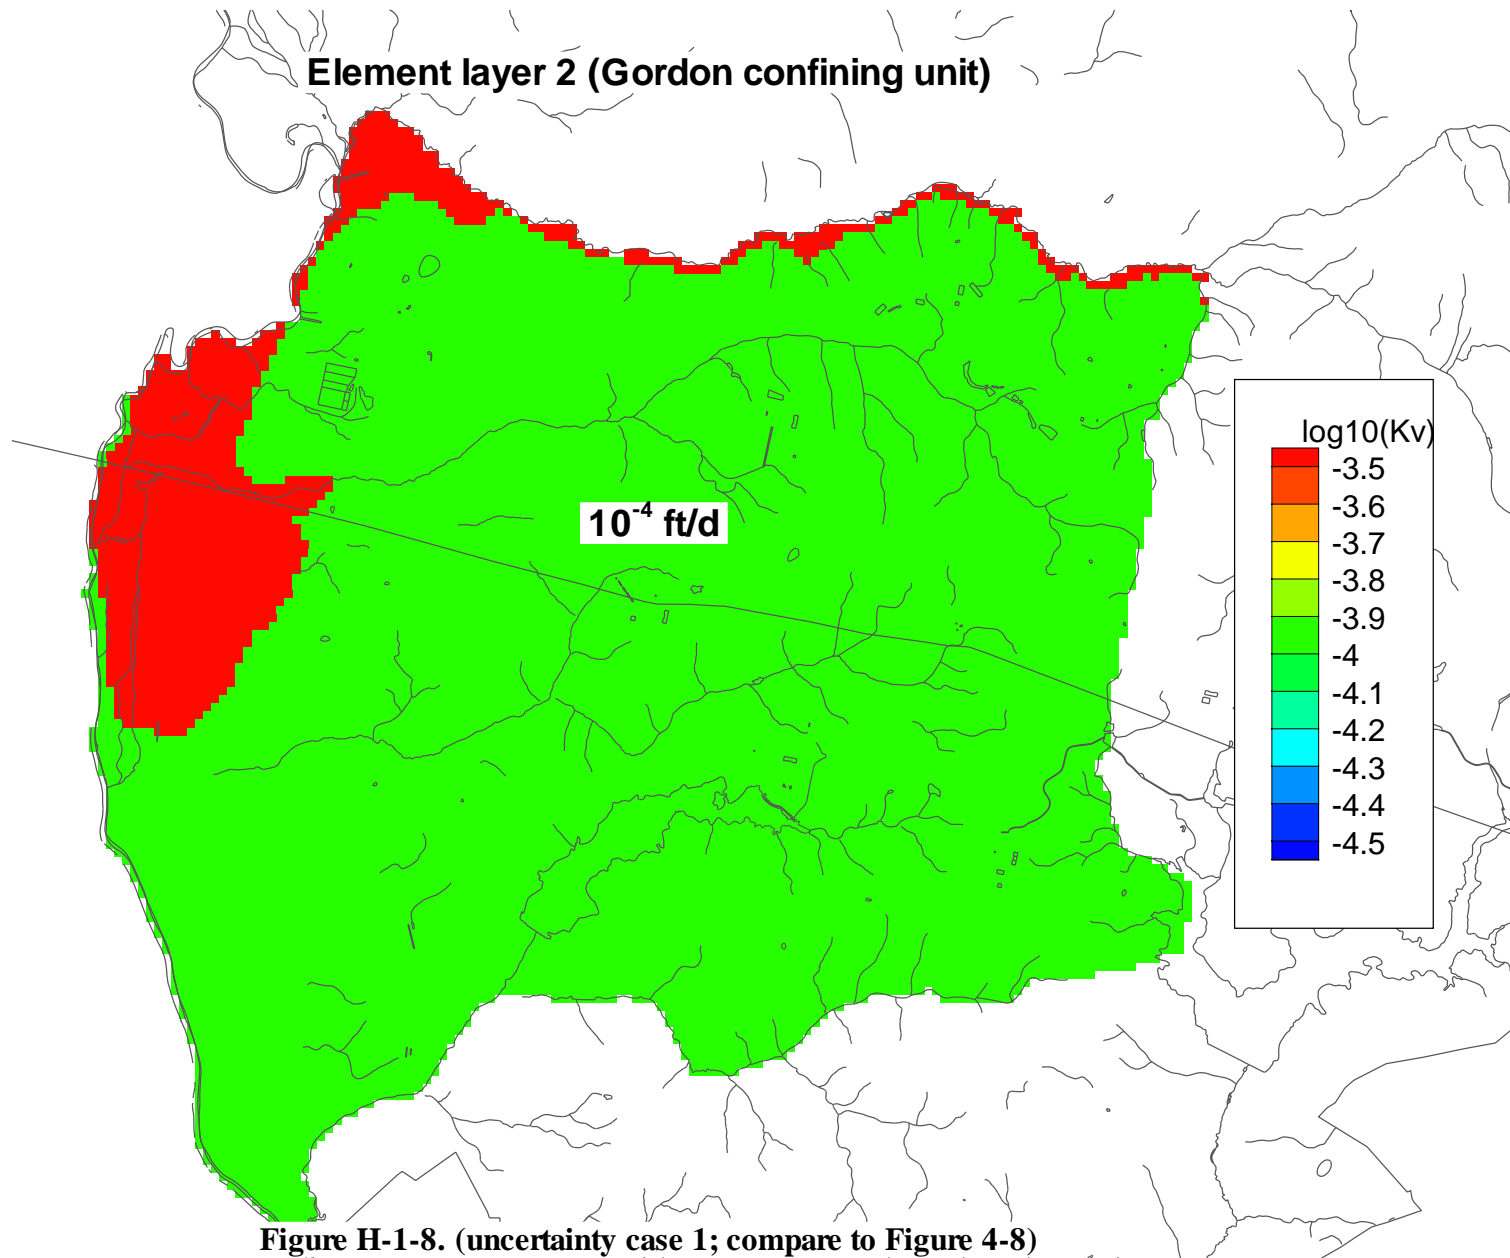 Element layer 2 (Gordon confining unit)
10⁻⁴ ft/d
log10(Kv)
-3.5
-3.6
-3.7
-3.8
-3.9
-4
-4.1
-4.2
-4.3
-4.4
-4.5
Figure H-1-8. (uncertainty case 1; compare to Figure 4-8)